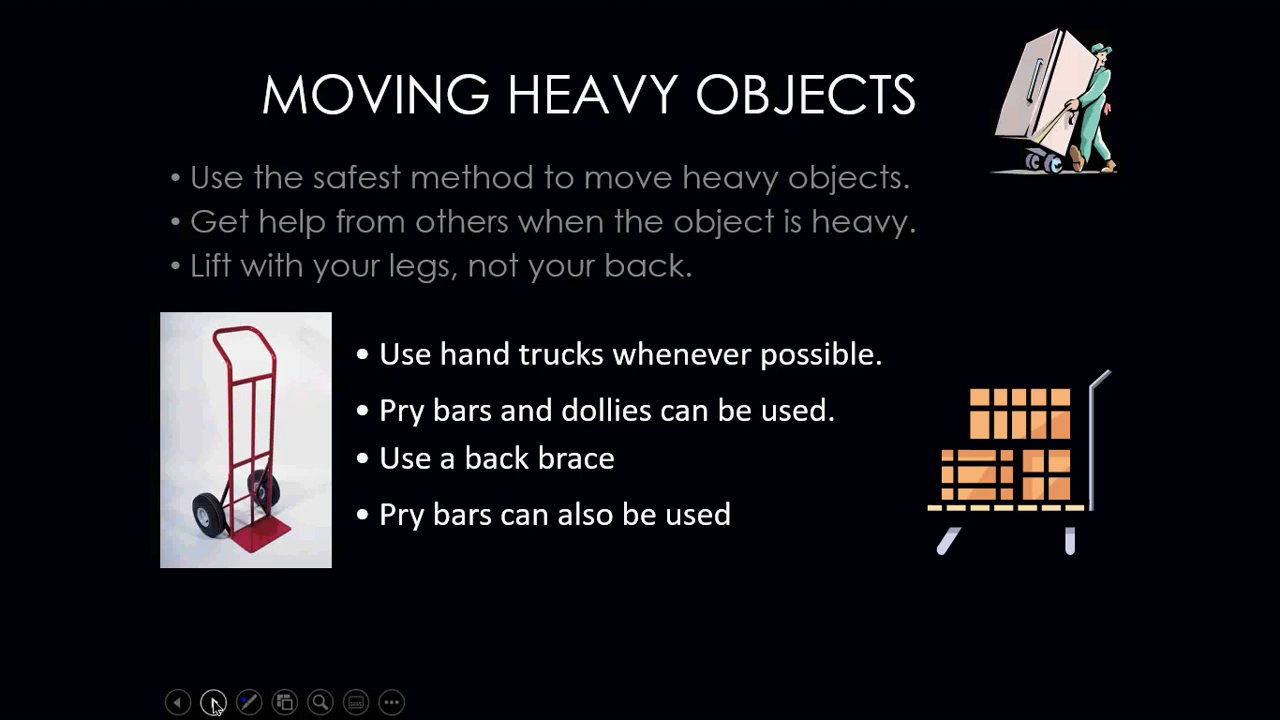 MOVING HEAVY OBJECTS
• Use the safest method to move heavy objects.
• Get help from others when the object is heavy.
• Lift with your legs, not your back.
• Use hand trucks whenever possible.
• Pry bars and dollies can be used.
• Use a back brace
• Pry bars can also be used